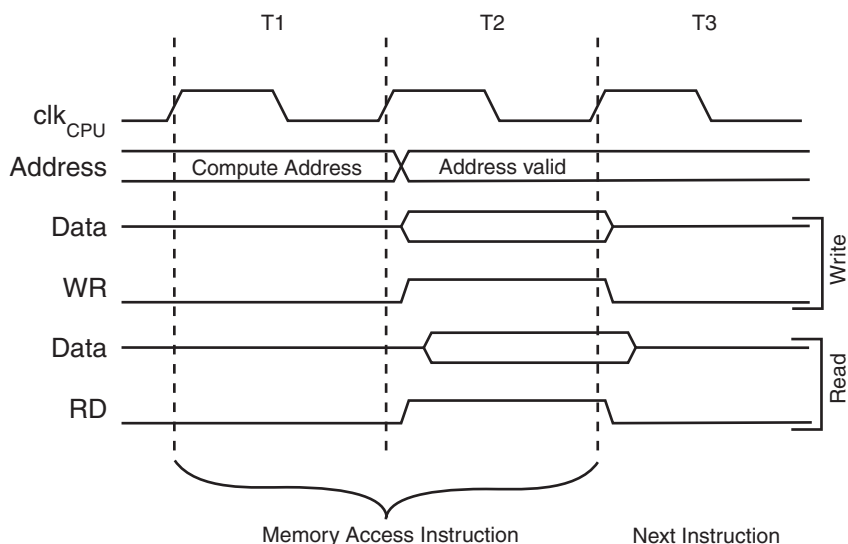 T1 T2 T3
clkCPU
Address Compute Address Address valid
Data
WR
Write
Data
RD
Read
Memory Access Instruction Next Instruction